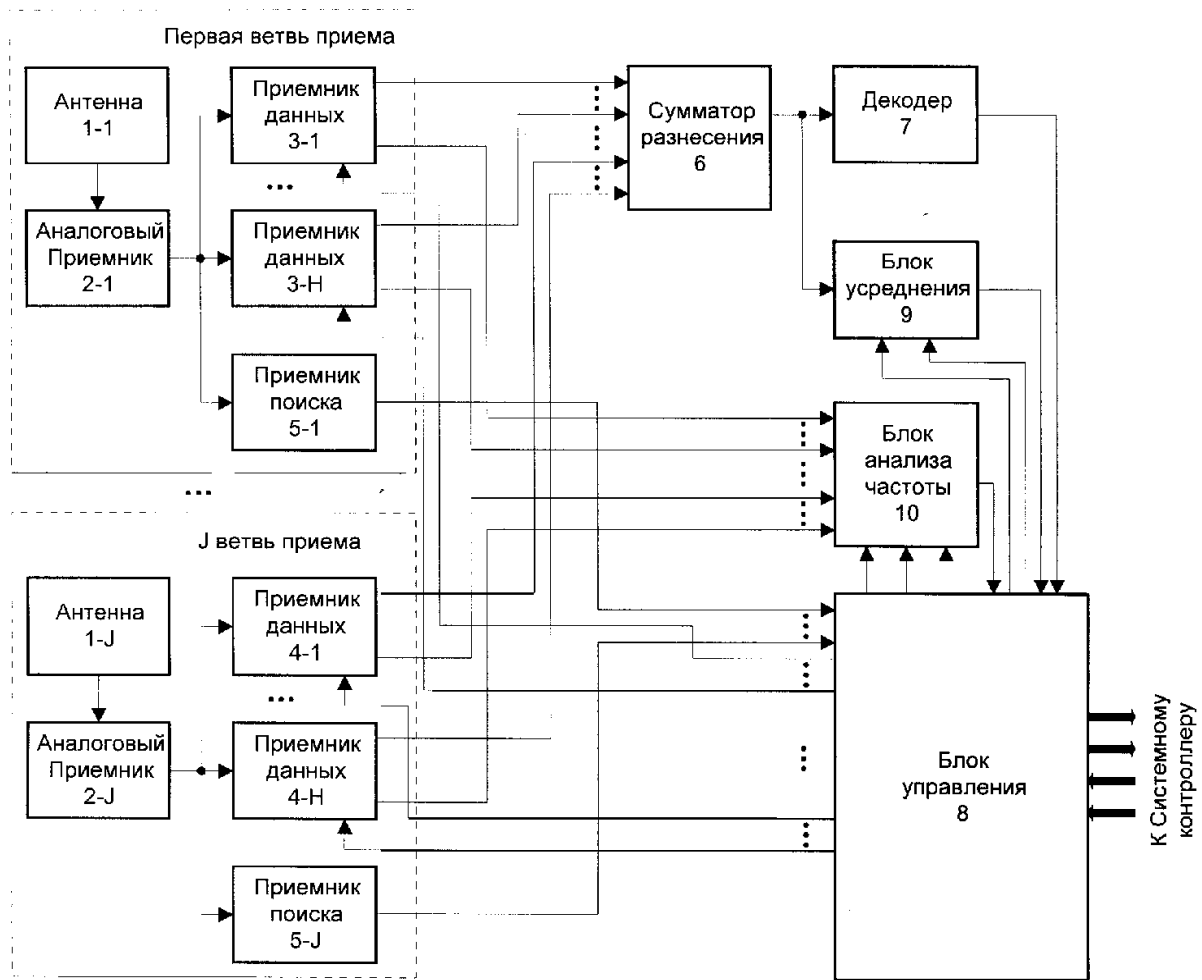 Первая ветвь приема
Антенна
1-1
Аналоговый
Приемник
2-1
Приемник
данных
3-1
...
Приемник
данных
3-H
Приемник
поиска
5-1
Сумматор
разнесения
6
Декодер
7
Блок
усреднения
9
Блок
анализа
частоты
10
...
J ветвь приема
Антенна
1-J
Аналоговый
Приемник
2-J
Приемник
данных
4-1
...
Приемник
данных
4-H
Приемник
поиска
5-J
Блок
управления
8
К Системному
контроллеру